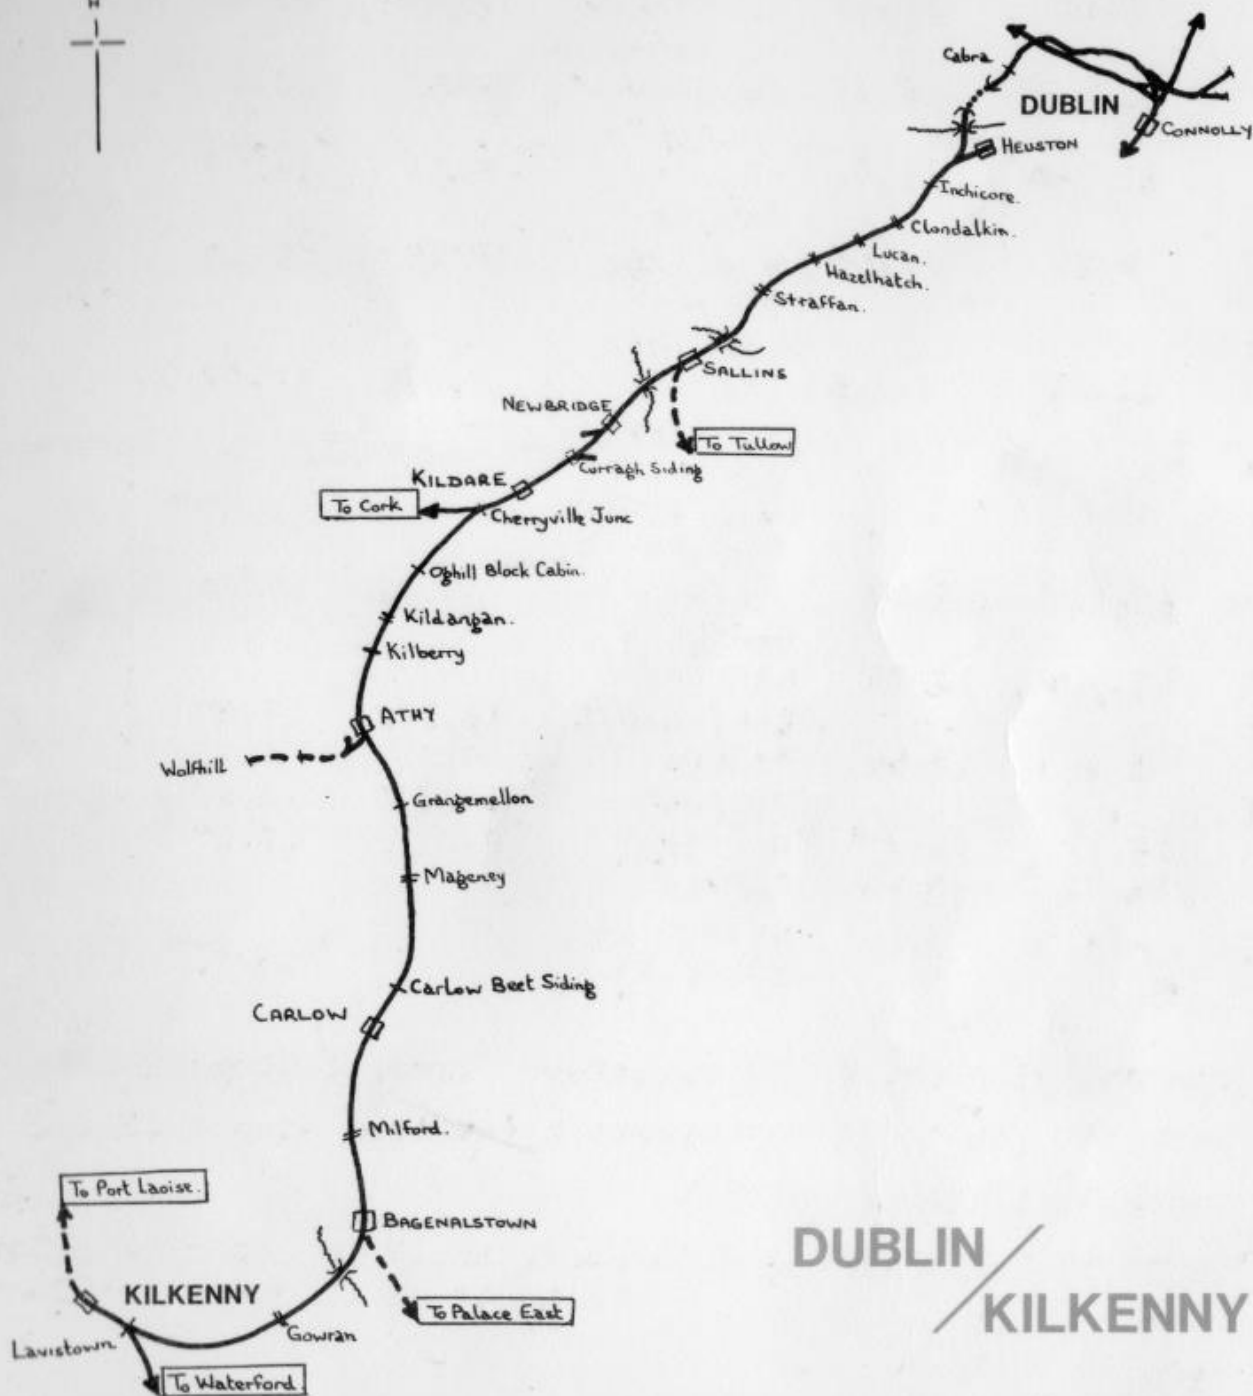 N
Cabra
DUBLIN
CONNOLLY
HEUSTON
Inchicore.
Clondalkin.
Lucan.
Hazelhatch.
Straffan.
SALLINS
NEWBRIDGE
To Tullow
Curragh Siding
KILDARE
To Cork
Cherryville Junc
Oghill Block Cabin.
Kildangan.
Kilberry
ATHY
Wolfhill
Grangemellon
Mageney
Carlow Beet Siding
CARLOW
Milford.
To Port Laoise.
BAGENALSTOWN
KILKENNY
To Palace East
Gowran
Lavistown
To Waterford
DUBLIN
KILKENNY